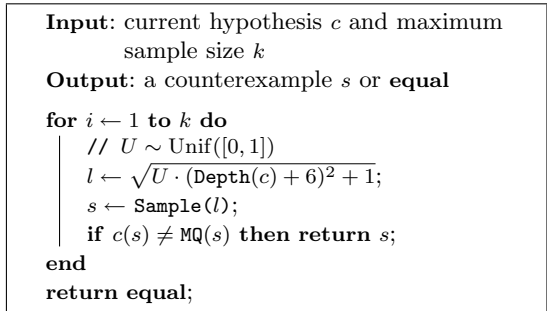 Input: current hypothesis c and maximum
sample size k
Output: a counterexample s or equal
for i ← 1 to k do
// U ∼ Unif([0, 1])
l ← √(U · (Depth(c) + 6)² + 1);
s ← Sample(l);
if c(s) ≠ MQ(s) then return s;
end
return equal;